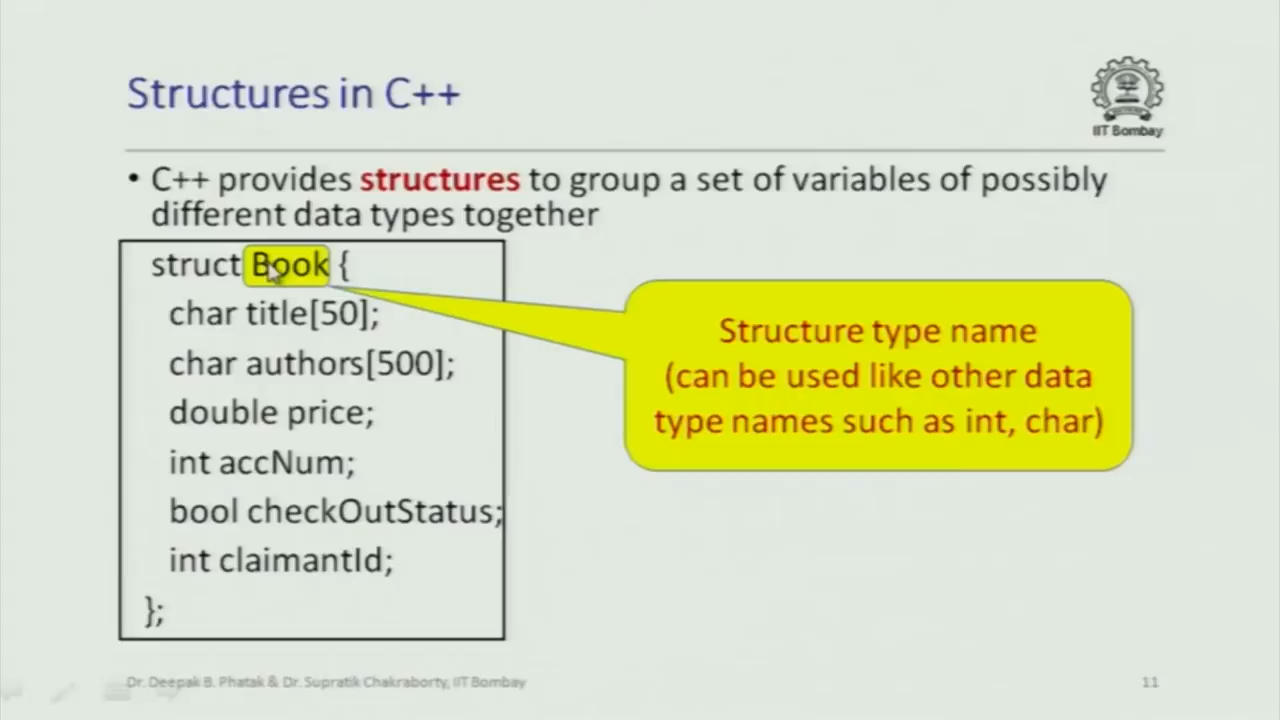 Structures in C++
IIT Bombay
• C++ provides structures to group a set of variables of possibly
different data types together
struct Book {
char title[50];
char authors[500];
double price;
int accNum;
bool checkOutStatus;
int claimantId;
};
Structure type name
(can be used like other data
type names such as int, char)
Dr. Deepak B. Phatak & Dr. Supratik Chakraborty, IIT Bombay
11